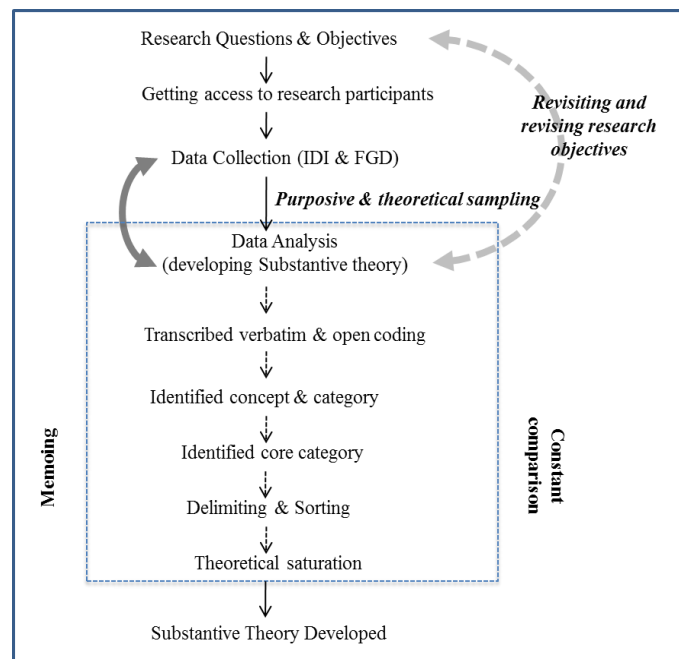 Research Questions & Objectives
Getting access to research participants
Revisiting and
revising research
objectives
Data Collection (IDI & FGD)
Purposive & theoretical sampling
Data Analysis
(developing Substantive theory)
Transcribed verbatim & open coding
Identified concept & category
Identified core category
Memoing
Constant
comparison
Delimiting & Sorting
Theoretical saturation
Substantive Theory Developed